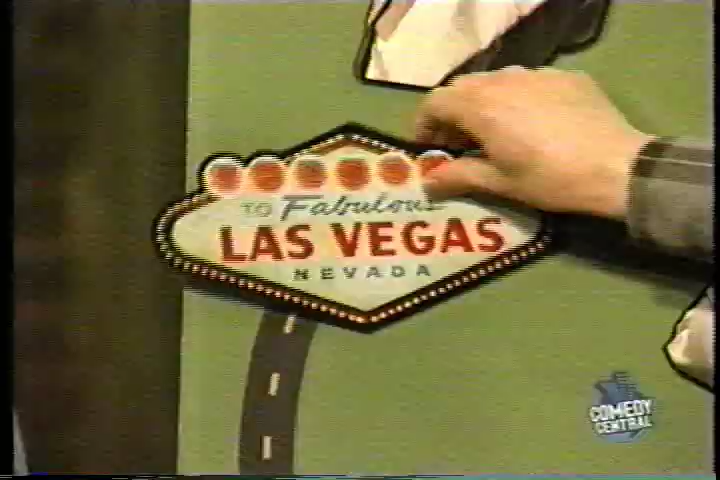 TO Fabulous
LAS VEGAS
NEVADA
COMEDY
CENTRAL